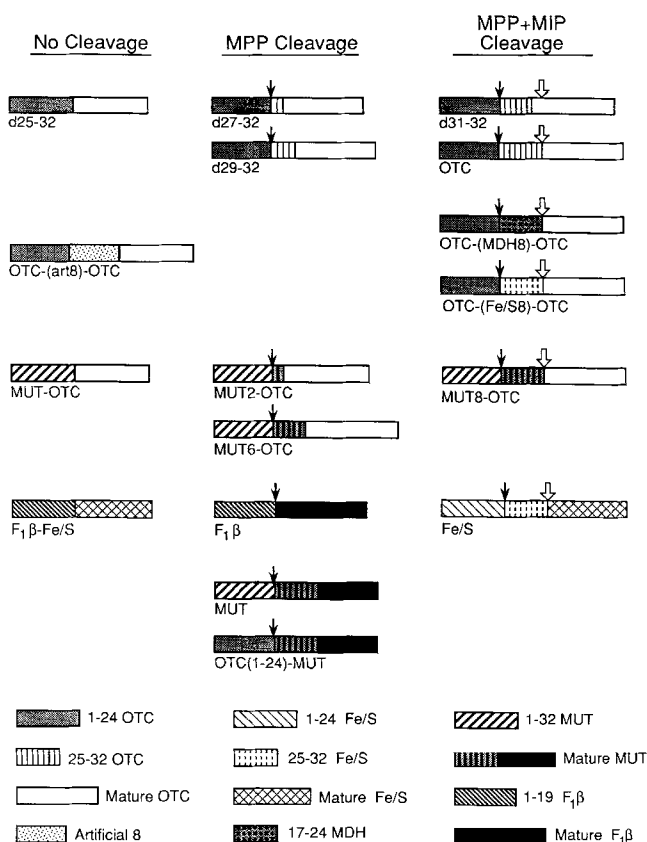 No Cleavage
MPP Cleavage
MPP+MIP
Cleavage
d25-32
d27-32
d31-32
d29-32
OTC
OTC-(art8)-OTC
OTC-(MDH8)-OTC
OTC-(Fe/S8)-OTC
MUT-OTC
MUT2-OTC
MUT8-OTC
MUT6-OTC
F1β-Fe/S
F1β
Fe/S
MUT
OTC(1-24)-MUT
1-24 OTC
1-24 Fe/S
1-32 MUT
25-32 OTC
25-32 Fe/S
Mature MUT
Mature OTC
Mature Fe/S
1-19 F1β
Artificial 8
17-24 MDH
Mature F1β